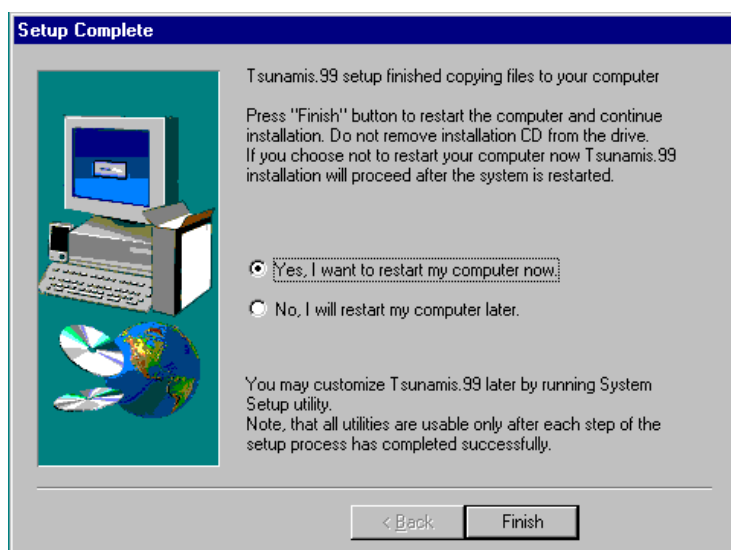 Setup Complete
Tsunamis.99 setup finished copying files to your computer
Press "Finish" button to restart the computer and continue
installation. Do not remove installation CD from the drive.
If you choose not to restart your computer now Tsunamis.99
installation will proceed after the system is restarted.
Yes, I want to restart my computer now.
No, I will restart my computer later.
You may customize Tsunamis.99 later by running System
Setup utility.
Note, that all utilities are usable only after each step of the
setup process has completed successfully.
< Back
Finish